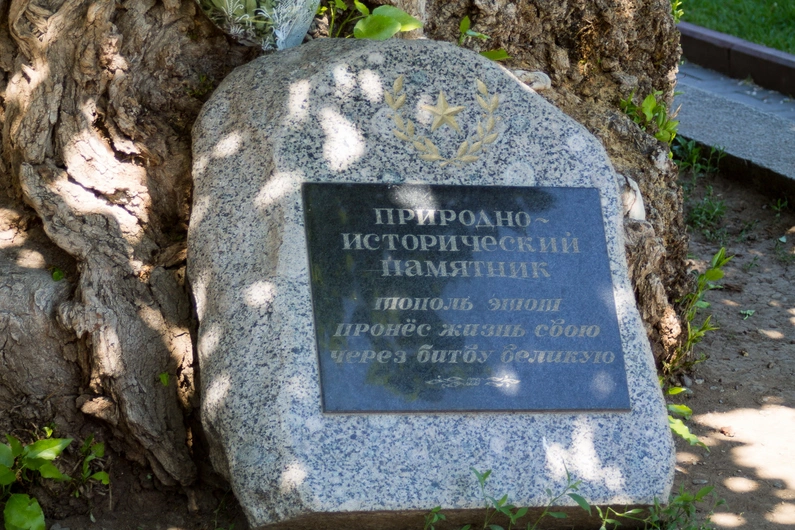 ПРИРОДНО~
ИСТОРИЧЕСКИЙ
ПАМЯТНИК
тополь этот
пронёс жизнь свою
через битву великую